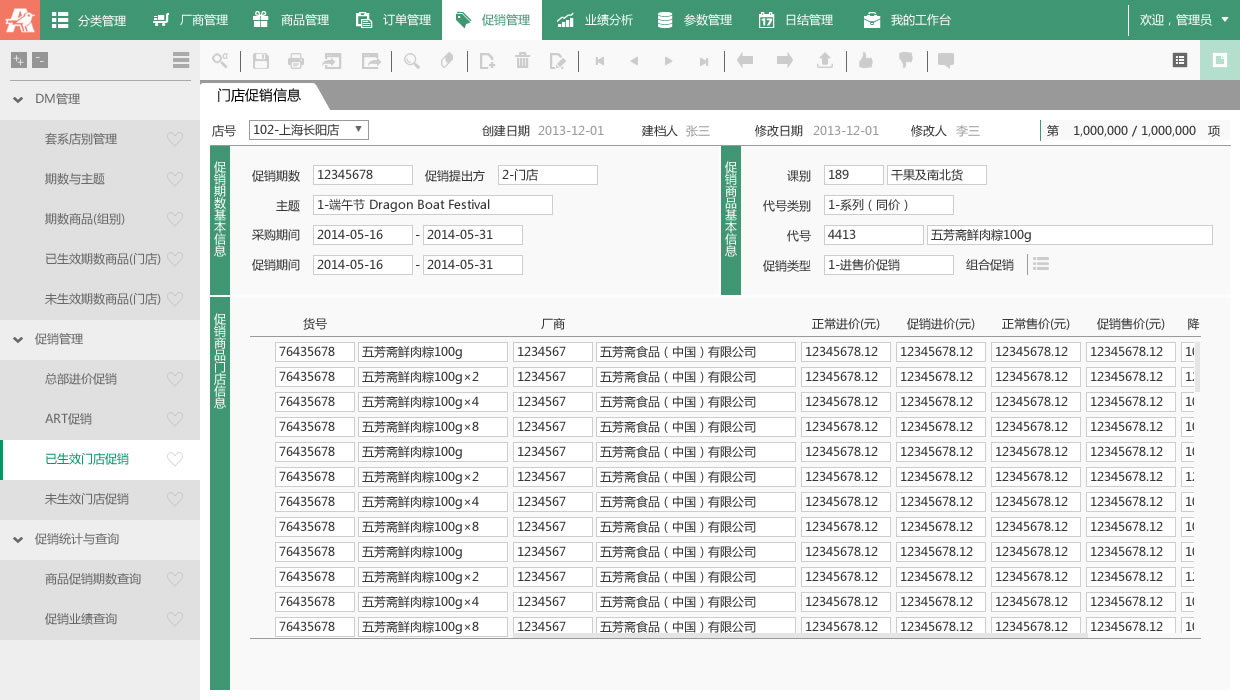 分类管理 厂商管理 商品管理 订单管理 促销管理 业绩分析 参数管理 日结管理 我的工作台 欢迎，管理员
DM管理
套系店别管理
期数与主题
期数商品(组别)
已生效期数商品(门店)
未生效期数商品(门店)
促销管理
总部进价促销
ART促销
已生效门店促销
未生效门店促销
促销统计与查询
商品促销期数查询
促销业绩查询
门店促销信息
店号 102-上海长阳店 创建日期 2013-12-01 建档人 张三 修改日期 2013-12-01 修改人 李三 第 1,000,000 / 1,000,000 项
促销期数基本信息
促销期数 12345678 促销提出方 2-门店
主题 1-端午节 Dragon Boat Festival
采购期间 2014-05-16 - 2014-05-31
促销期间 2014-05-16 - 2014-05-31
促销商品基本信息
课别 189 干果及南北货
代号类别 1-系列（同价）
代号 4413 五芳斋鲜肉粽100g
促销类型 1-进售价促销 组合促销
促销商品门店信息
货号 厂商 正常进价(元) 促销进价(元) 正常售价(元) 促销售价(元) 降
76435678 五芳斋鲜肉粽100g 1234567 五芳斋食品（中国）有限公司 12345678.12 12345678.12 12345678.12 12345678.12
76435678 五芳斋鲜肉粽100g×2 1234567 五芳斋食品（中国）有限公司 12345678.12 12345678.12 12345678.12 12345678.12
76435678 五芳斋鲜肉粽100g×4 1234567 五芳斋食品（中国）有限公司 12345678.12 12345678.12 12345678.12 12345678.12
76435678 五芳斋鲜肉粽100g×8 1234567 五芳斋食品（中国）有限公司 12345678.12 12345678.12 12345678.12 12345678.12
76435678 五芳斋鲜肉粽100g 1234567 五芳斋食品（中国）有限公司 12345678.12 12345678.12 12345678.12 12345678.12
76435678 五芳斋鲜肉粽100g×2 1234567 五芳斋食品（中国）有限公司 12345678.12 12345678.12 12345678.12 12345678.12
76435678 五芳斋鲜肉粽100g×4 1234567 五芳斋食品（中国）有限公司 12345678.12 12345678.12 12345678.12 12345678.12
76435678 五芳斋鲜肉粽100g×8 1234567 五芳斋食品（中国）有限公司 12345678.12 12345678.12 12345678.12 12345678.12
76435678 五芳斋鲜肉粽100g 1234567 五芳斋食品（中国）有限公司 12345678.12 12345678.12 12345678.12 12345678.12
76435678 五芳斋鲜肉粽100g×2 1234567 五芳斋食品（中国）有限公司 12345678.12 12345678.12 12345678.12 12345678.12
76435678 五芳斋鲜肉粽100g×4 1234567 五芳斋食品（中国）有限公司 12345678.12 12345678.12 12345678.12 12345678.12
76435678 五芳斋鲜肉粽100g×8 1234567 五芳斋食品（中国）有限公司 12345678.12 12345678.12 12345678.12 12345678.12